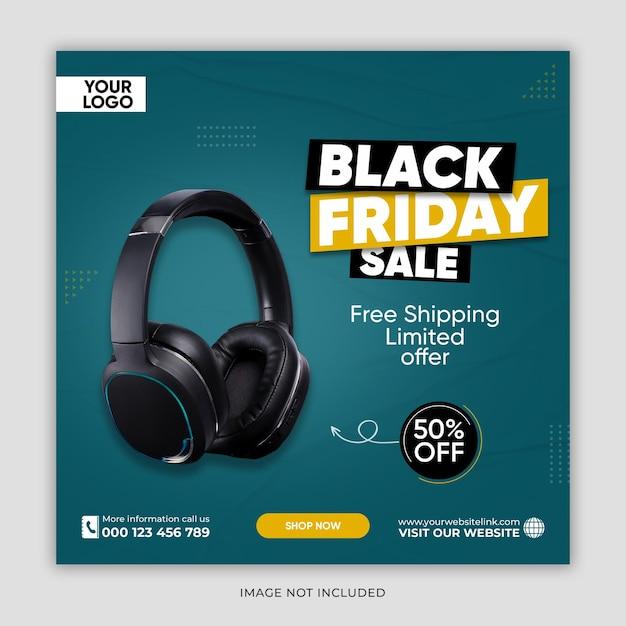 YOUR
LOGO
BLACK
FRIDAY
SALE
Free Shipping
Limited
offer
50%
OFF
More information call us
000 123 456 789
SHOP NOW
www.yourwebsitelink.com
VISIT OUR WEBSITE
IMAGE NOT INCLUDED